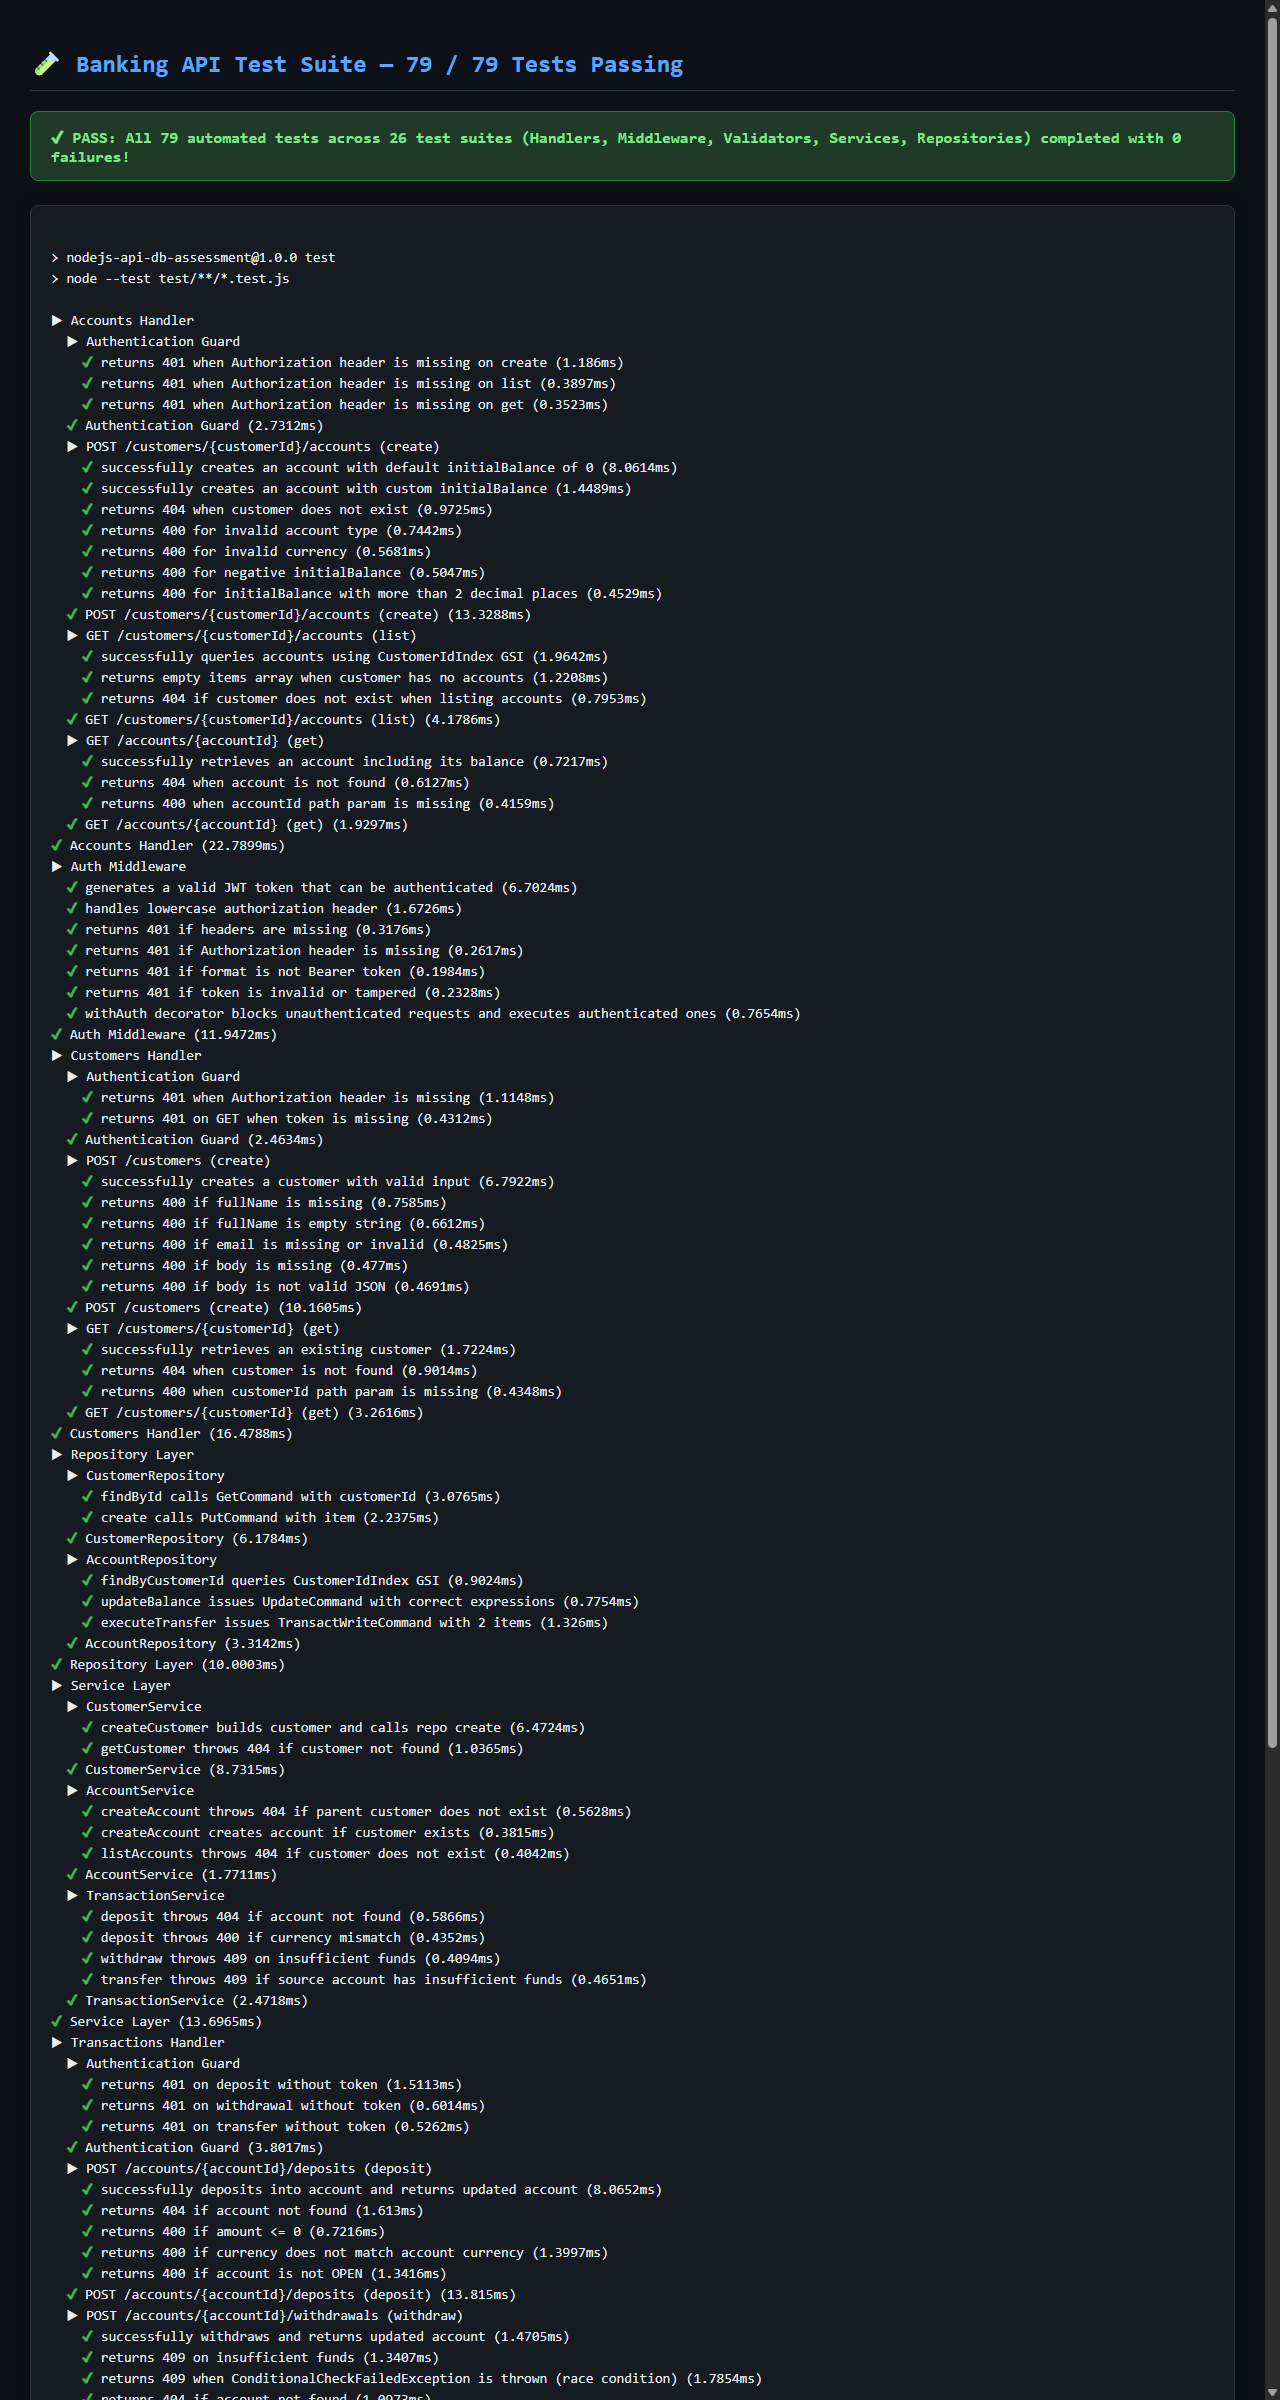 🧪 Banking API Test Suite — 79 / 79 Tests Passing
✔ PASS: All 79 automated tests across 26 test suites (Handlers, Middleware, Validators, Services, Repositories) completed with 0
failures!
> nodejs-api-db-assessment@1.0.0 test
> node --test test/**/*.test.js
▶ Accounts Handler
▶ Authentication Guard
✔ returns 401 when Authorization header is missing on create (1.186ms)
✔ returns 401 when Authorization header is missing on list (0.3897ms)
✔ returns 401 when Authorization header is missing on get (0.3523ms)
✔ Authentication Guard (2.7312ms)
▶ POST /customers/{customerId}/accounts (create)
✔ successfully creates an account with default initialBalance of 0 (8.0614ms)
✔ successfully creates an account with custom initialBalance (1.4489ms)
✔ returns 404 when customer does not exist (0.9725ms)
✔ returns 400 for invalid account type (0.7442ms)
✔ returns 400 for invalid currency (0.5681ms)
✔ returns 400 for negative initialBalance (0.5047ms)
✔ returns 400 for initialBalance with more than 2 decimal places (0.4529ms)
✔ POST /customers/{customerId}/accounts (create) (13.3288ms)
▶ GET /customers/{customerId}/accounts (list)
✔ successfully queries accounts using CustomerIdIndex GSI (1.9642ms)
✔ returns empty items array when customer has no accounts (1.2208ms)
✔ returns 404 if customer does not exist when listing accounts (0.7953ms)
✔ GET /customers/{customerId}/accounts (list) (4.1786ms)
▶ GET /accounts/{accountId} (get)
✔ successfully retrieves an account including its balance (0.7217ms)
✔ returns 404 when account is not found (0.6127ms)
✔ returns 400 when accountId path param is missing (0.4159ms)
✔ GET /accounts/{accountId} (get) (1.9297ms)
✔ Accounts Handler (22.7899ms)
▶ Auth Middleware
✔ generates a valid JWT token that can be authenticated (6.7024ms)
✔ handles lowercase authorization header (1.6726ms)
✔ returns 401 if headers are missing (0.3176ms)
✔ returns 401 if Authorization header is missing (0.2617ms)
✔ returns 401 if format is not Bearer token (0.1984ms)
✔ returns 401 if token is invalid or tampered (0.2328ms)
✔ withAuth decorator blocks unauthenticated requests and executes authenticated ones (0.7654ms)
✔ Auth Middleware (11.9472ms)
▶ Customers Handler
▶ Authentication Guard
✔ returns 401 when Authorization header is missing (1.1148ms)
✔ returns 401 on GET when token is missing (0.4312ms)
✔ Authentication Guard (2.4634ms)
▶ POST /customers (create)
✔ successfully creates a customer with valid input (6.7922ms)
✔ returns 400 if fullName is missing (0.7585ms)
✔ returns 400 if fullName is empty string (0.6612ms)
✔ returns 400 if email is missing or invalid (0.4825ms)
✔ returns 400 if body is missing (0.477ms)
✔ returns 400 if body is not valid JSON (0.4691ms)
✔ POST /customers (create) (10.1605ms)
▶ GET /customers/{customerId} (get)
✔ successfully retrieves an existing customer (1.7224ms)
✔ returns 404 when customer is not found (0.9014ms)
✔ returns 400 when customerId path param is missing (0.4348ms)
✔ GET /customers/{customerId} (get) (3.2616ms)
✔ Customers Handler (16.4788ms)
▶ Repository Layer
▶ CustomerRepository
✔ findById calls GetCommand with customerId (3.0765ms)
✔ create calls PutCommand with item (2.2375ms)
✔ CustomerRepository (6.1784ms)
▶ AccountRepository
✔ findByCustomerId queries CustomerIdIndex GSI (0.9024ms)
✔ updateBalance issues UpdateCommand with correct expressions (0.7754ms)
✔ executeTransfer issues TransactWriteCommand with 2 items (1.326ms)
✔ AccountRepository (3.3142ms)
✔ Repository Layer (10.0003ms)
▶ Service Layer
▶ CustomerService
✔ createCustomer builds customer and calls repo create (6.4724ms)
✔ getCustomer throws 404 if customer not found (1.0365ms)
✔ CustomerService (8.7315ms)
▶ AccountService
✔ createAccount throws 404 if parent customer does not exist (0.5628ms)
✔ createAccount creates account if customer exists (0.3815ms)
✔ listAccounts throws 404 if customer does not exist (0.4042ms)
✔ AccountService (1.7711ms)
▶ TransactionService
✔ deposit throws 404 if account not found (0.5866ms)
✔ deposit throws 400 if currency mismatch (0.4352ms)
✔ withdraw throws 409 on insufficient funds (0.4094ms)
✔ transfer throws 409 if source account has insufficient funds (0.4651ms)
✔ TransactionService (2.4718ms)
✔ Service Layer (13.6965ms)
▶ Transactions Handler
▶ Authentication Guard
✔ returns 401 on deposit without token (1.5113ms)
✔ returns 401 on withdrawal without token (0.6014ms)
✔ returns 401 on transfer without token (0.5262ms)
✔ Authentication Guard (3.8017ms)
▶ POST /accounts/{accountId}/deposits (deposit)
✔ successfully deposits into account and returns updated account (8.0652ms)
✔ returns 404 if account not found (1.613ms)
✔ returns 400 if amount <= 0 (0.7216ms)
✔ returns 400 if currency does not match account currency (1.3997ms)
✔ returns 400 if account is not OPEN (1.3416ms)
✔ POST /accounts/{accountId}/deposits (deposit) (13.815ms)
▶ POST /accounts/{accountId}/withdrawals (withdraw)
✔ successfully withdraws and returns updated account (1.4705ms)
✔ returns 409 on insufficient funds (1.3407ms)
✔ returns 409 when ConditionalCheckFailedException is thrown (race condition) (1.7854ms)
✔ returns 404 if account not found (1.0973ms)